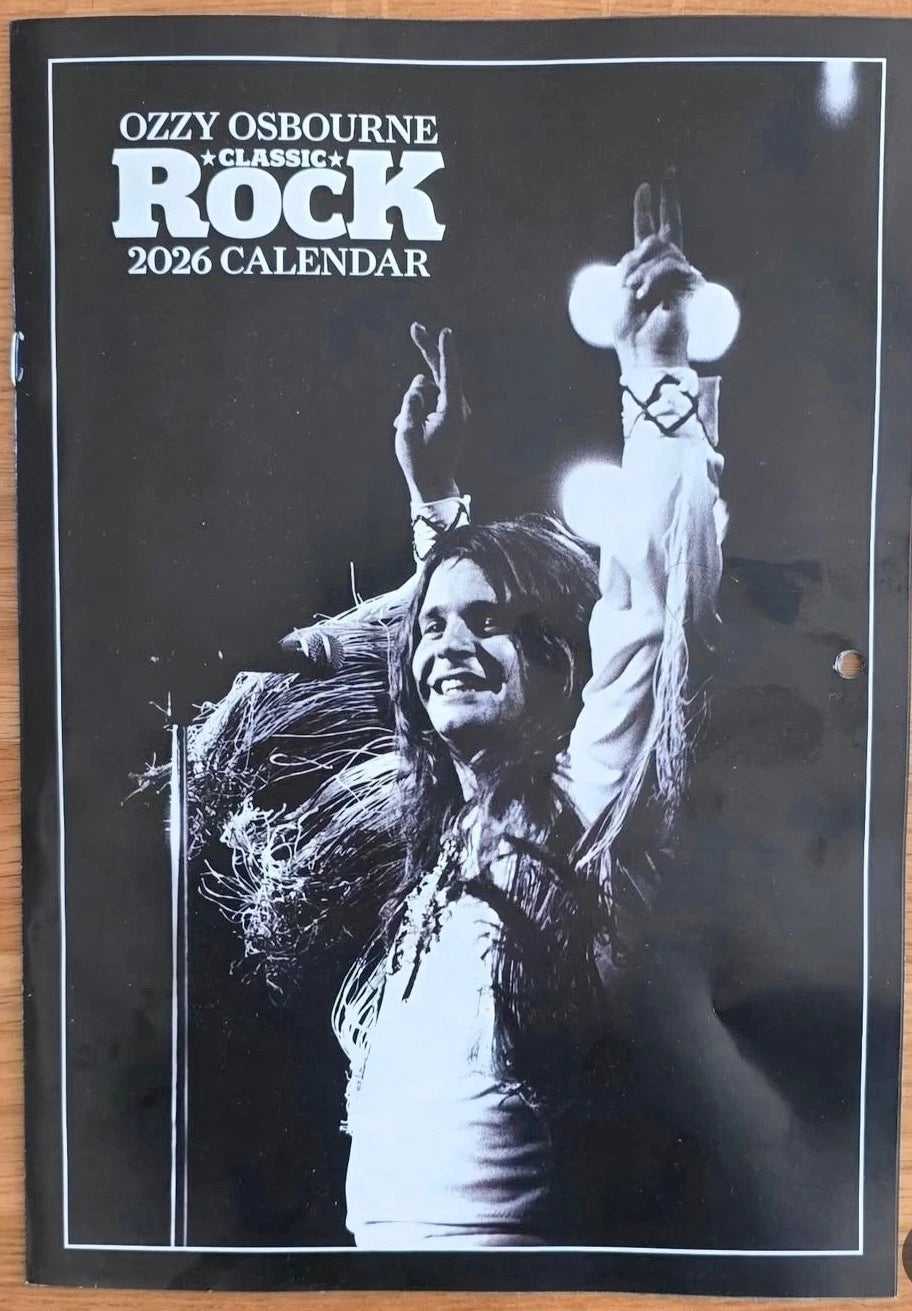 OZZY OSBOURNE
★CLASSIC★
ROCK
2026 CALENDAR